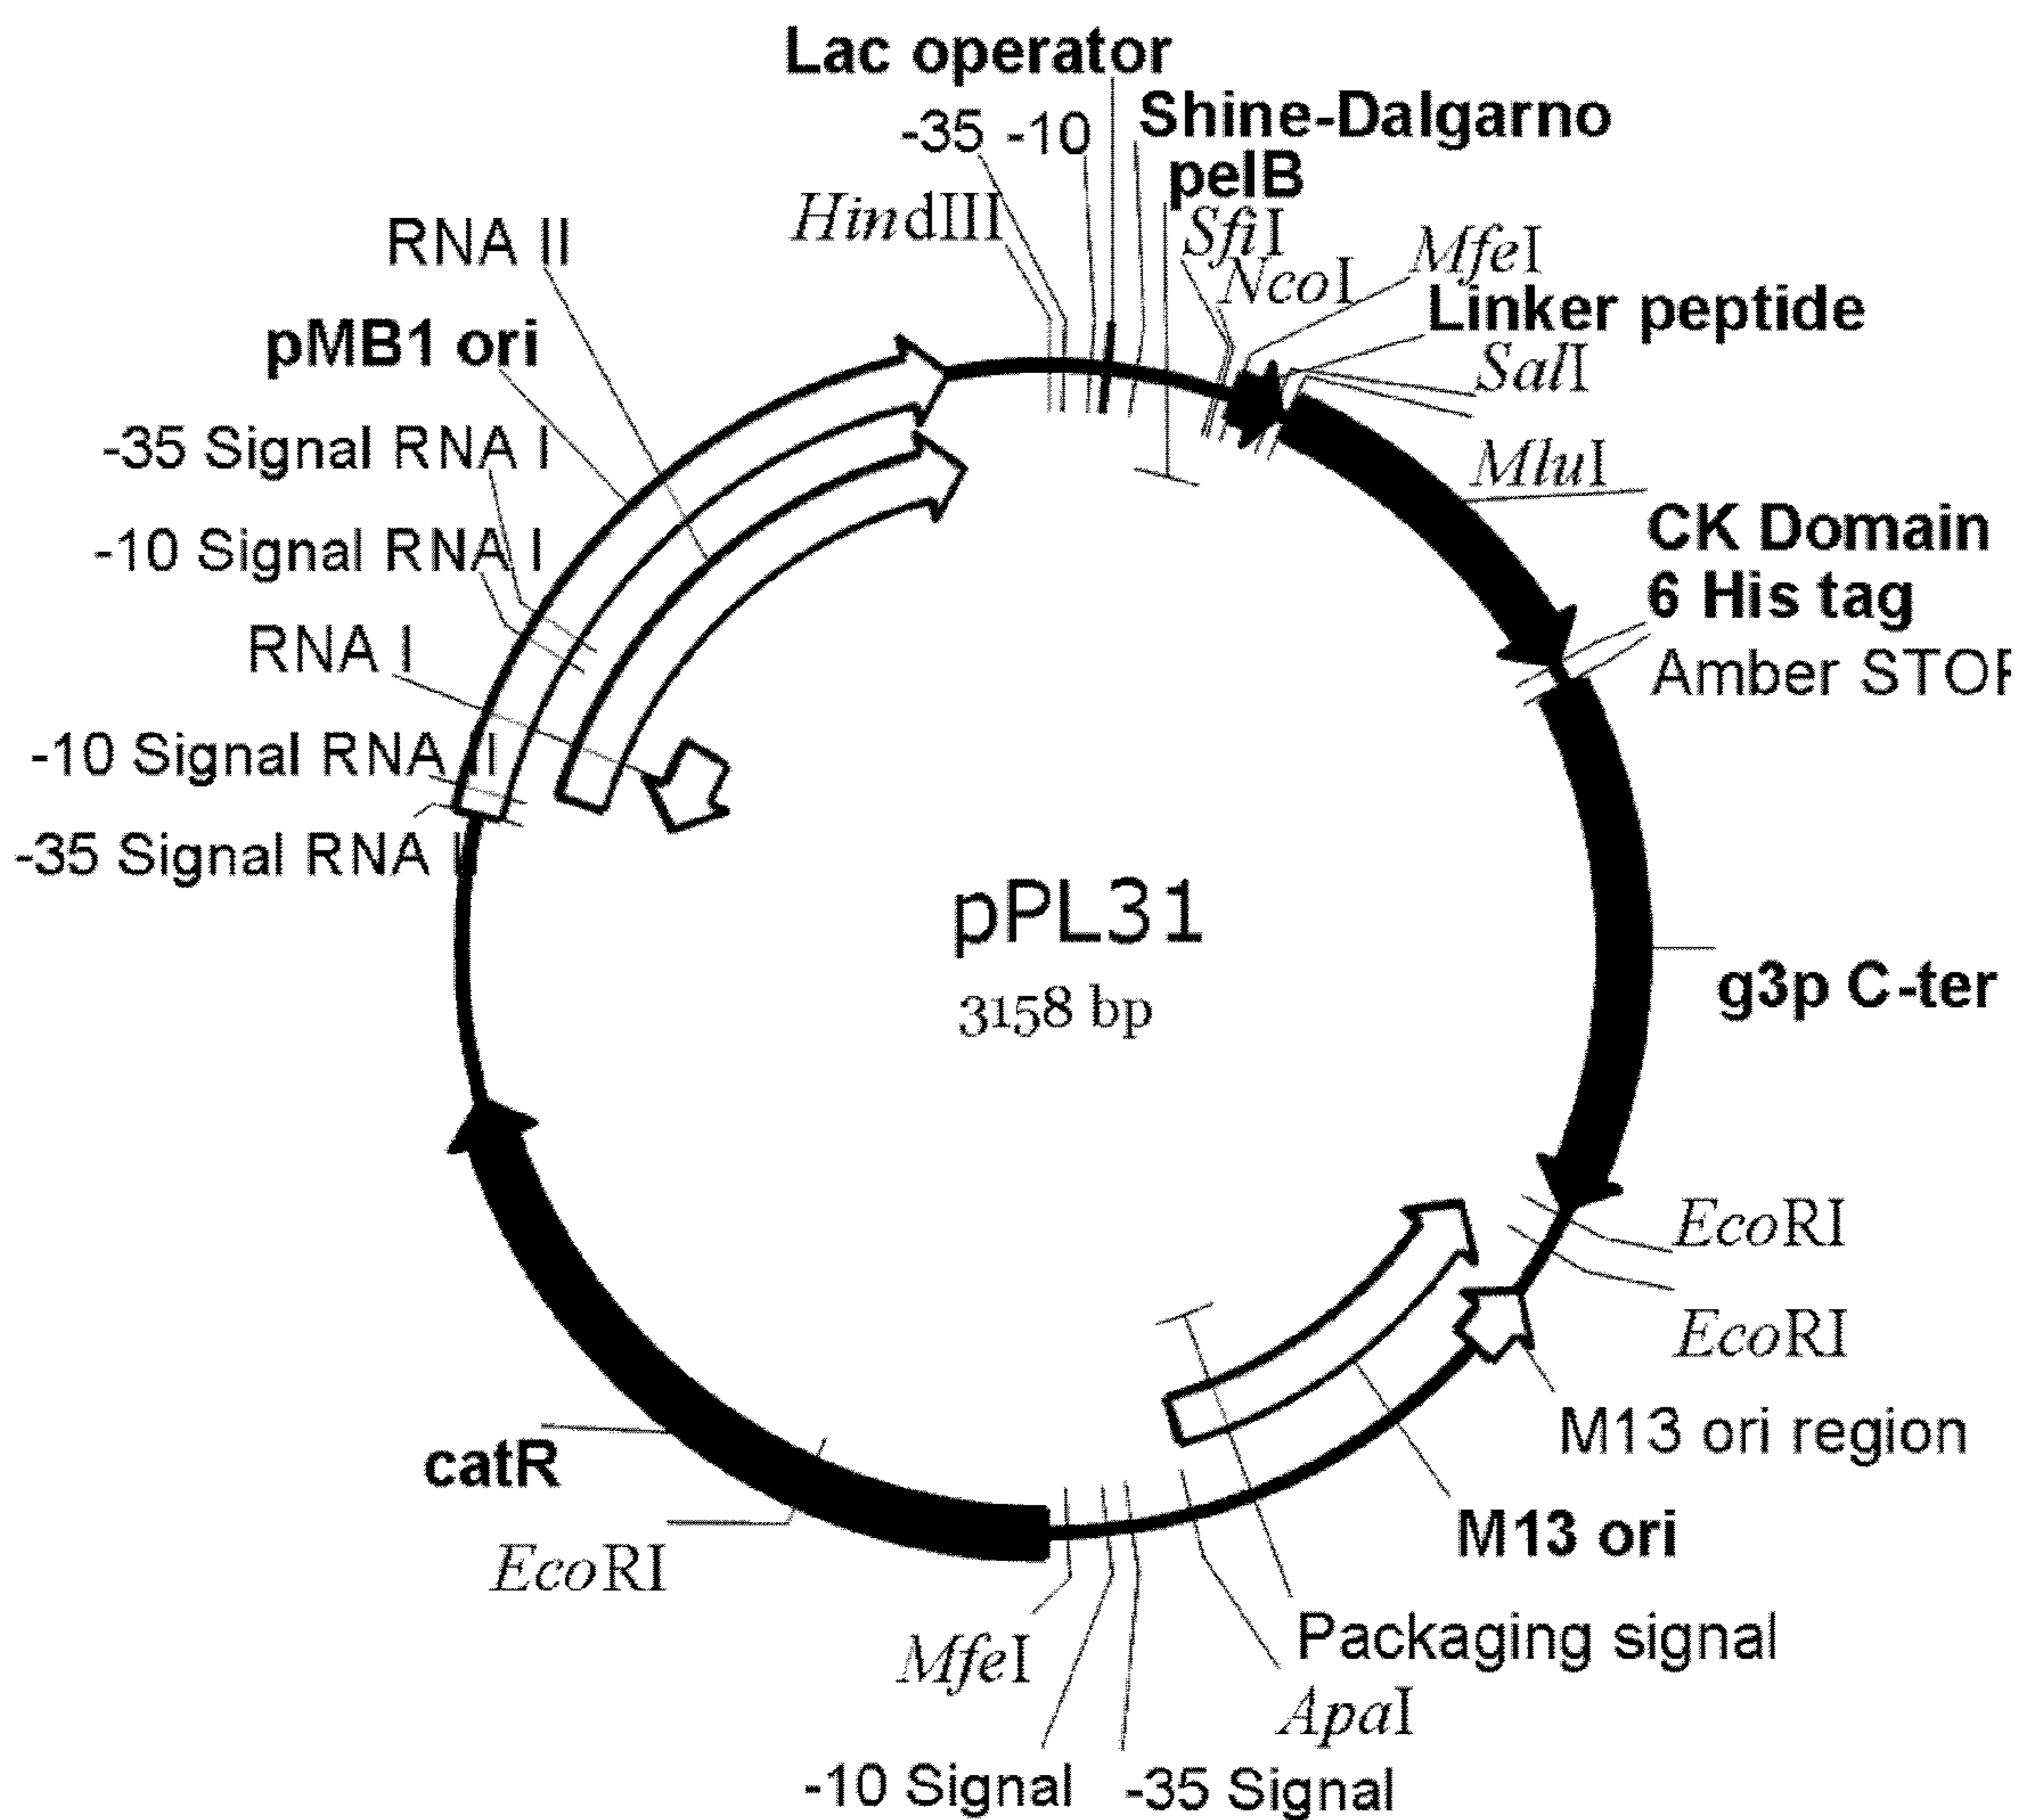 Lac operator
-35 -10
Shine-Dalgarno
pelB
HindIII
SfiI
NcoI
MfeI
Linker peptide
SalI
MluI
RNA II
pMB1 ori
-35 Signal RNA I
-10 Signal RNA I
RNA I
-10 Signal RNA II
-35 Signal RNA II
CK Domain
6 His tag
Amber STOP
pPL31
3158 bp
g3p C-ter
EcoRI
EcoRI
M13 ori region
M13 ori
catR
EcoRI
MfeI
Packaging signal
ApaI
-10 Signal
-35 Signal